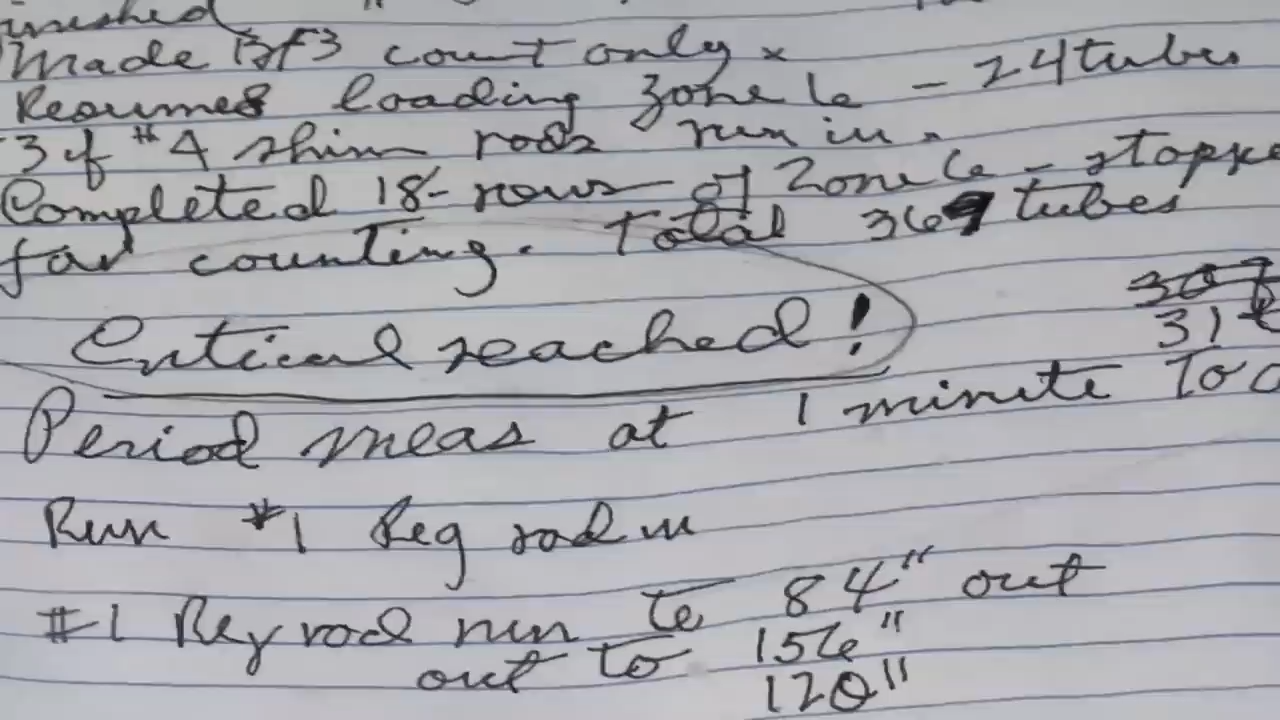 Made BF3 count only x
Resumed loading Zone 6 - 24 tubes
3 of #4 shim rods run in.
Completed 18 - rows of Zone 6 - stoppe
for counting. Total 369 tubes
Critical reached!
31
Period meas at 1 minute
Run #1 Reg rod in
#1 Reg rod run to 84" out
out to 156"
120"